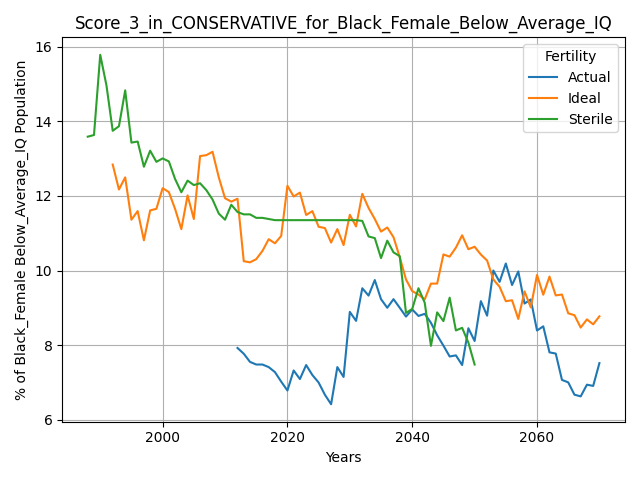 Score_3_in_CONSERVATIVE_for_Black_Female_Below_Average_IQ
% of Black_Female Below_Average_IQ Population
16
14
12
10
8
6
Fertility
Actual
Ideal
Sterile
2000
2020
2040
2060
Years